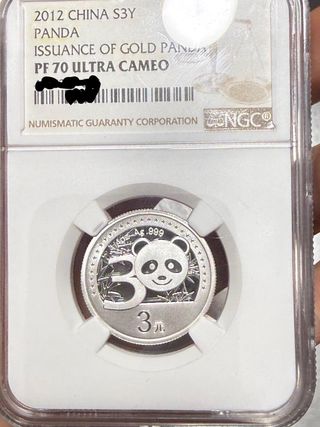 2012 CHINA S3Y
PANDA
ISSUANCE OF GOLD PANDA
PF 70 ULTRA CAMEO
NUMISMATIC GUARANTY CORPORATION
NGC®
Ag.999
30
3元